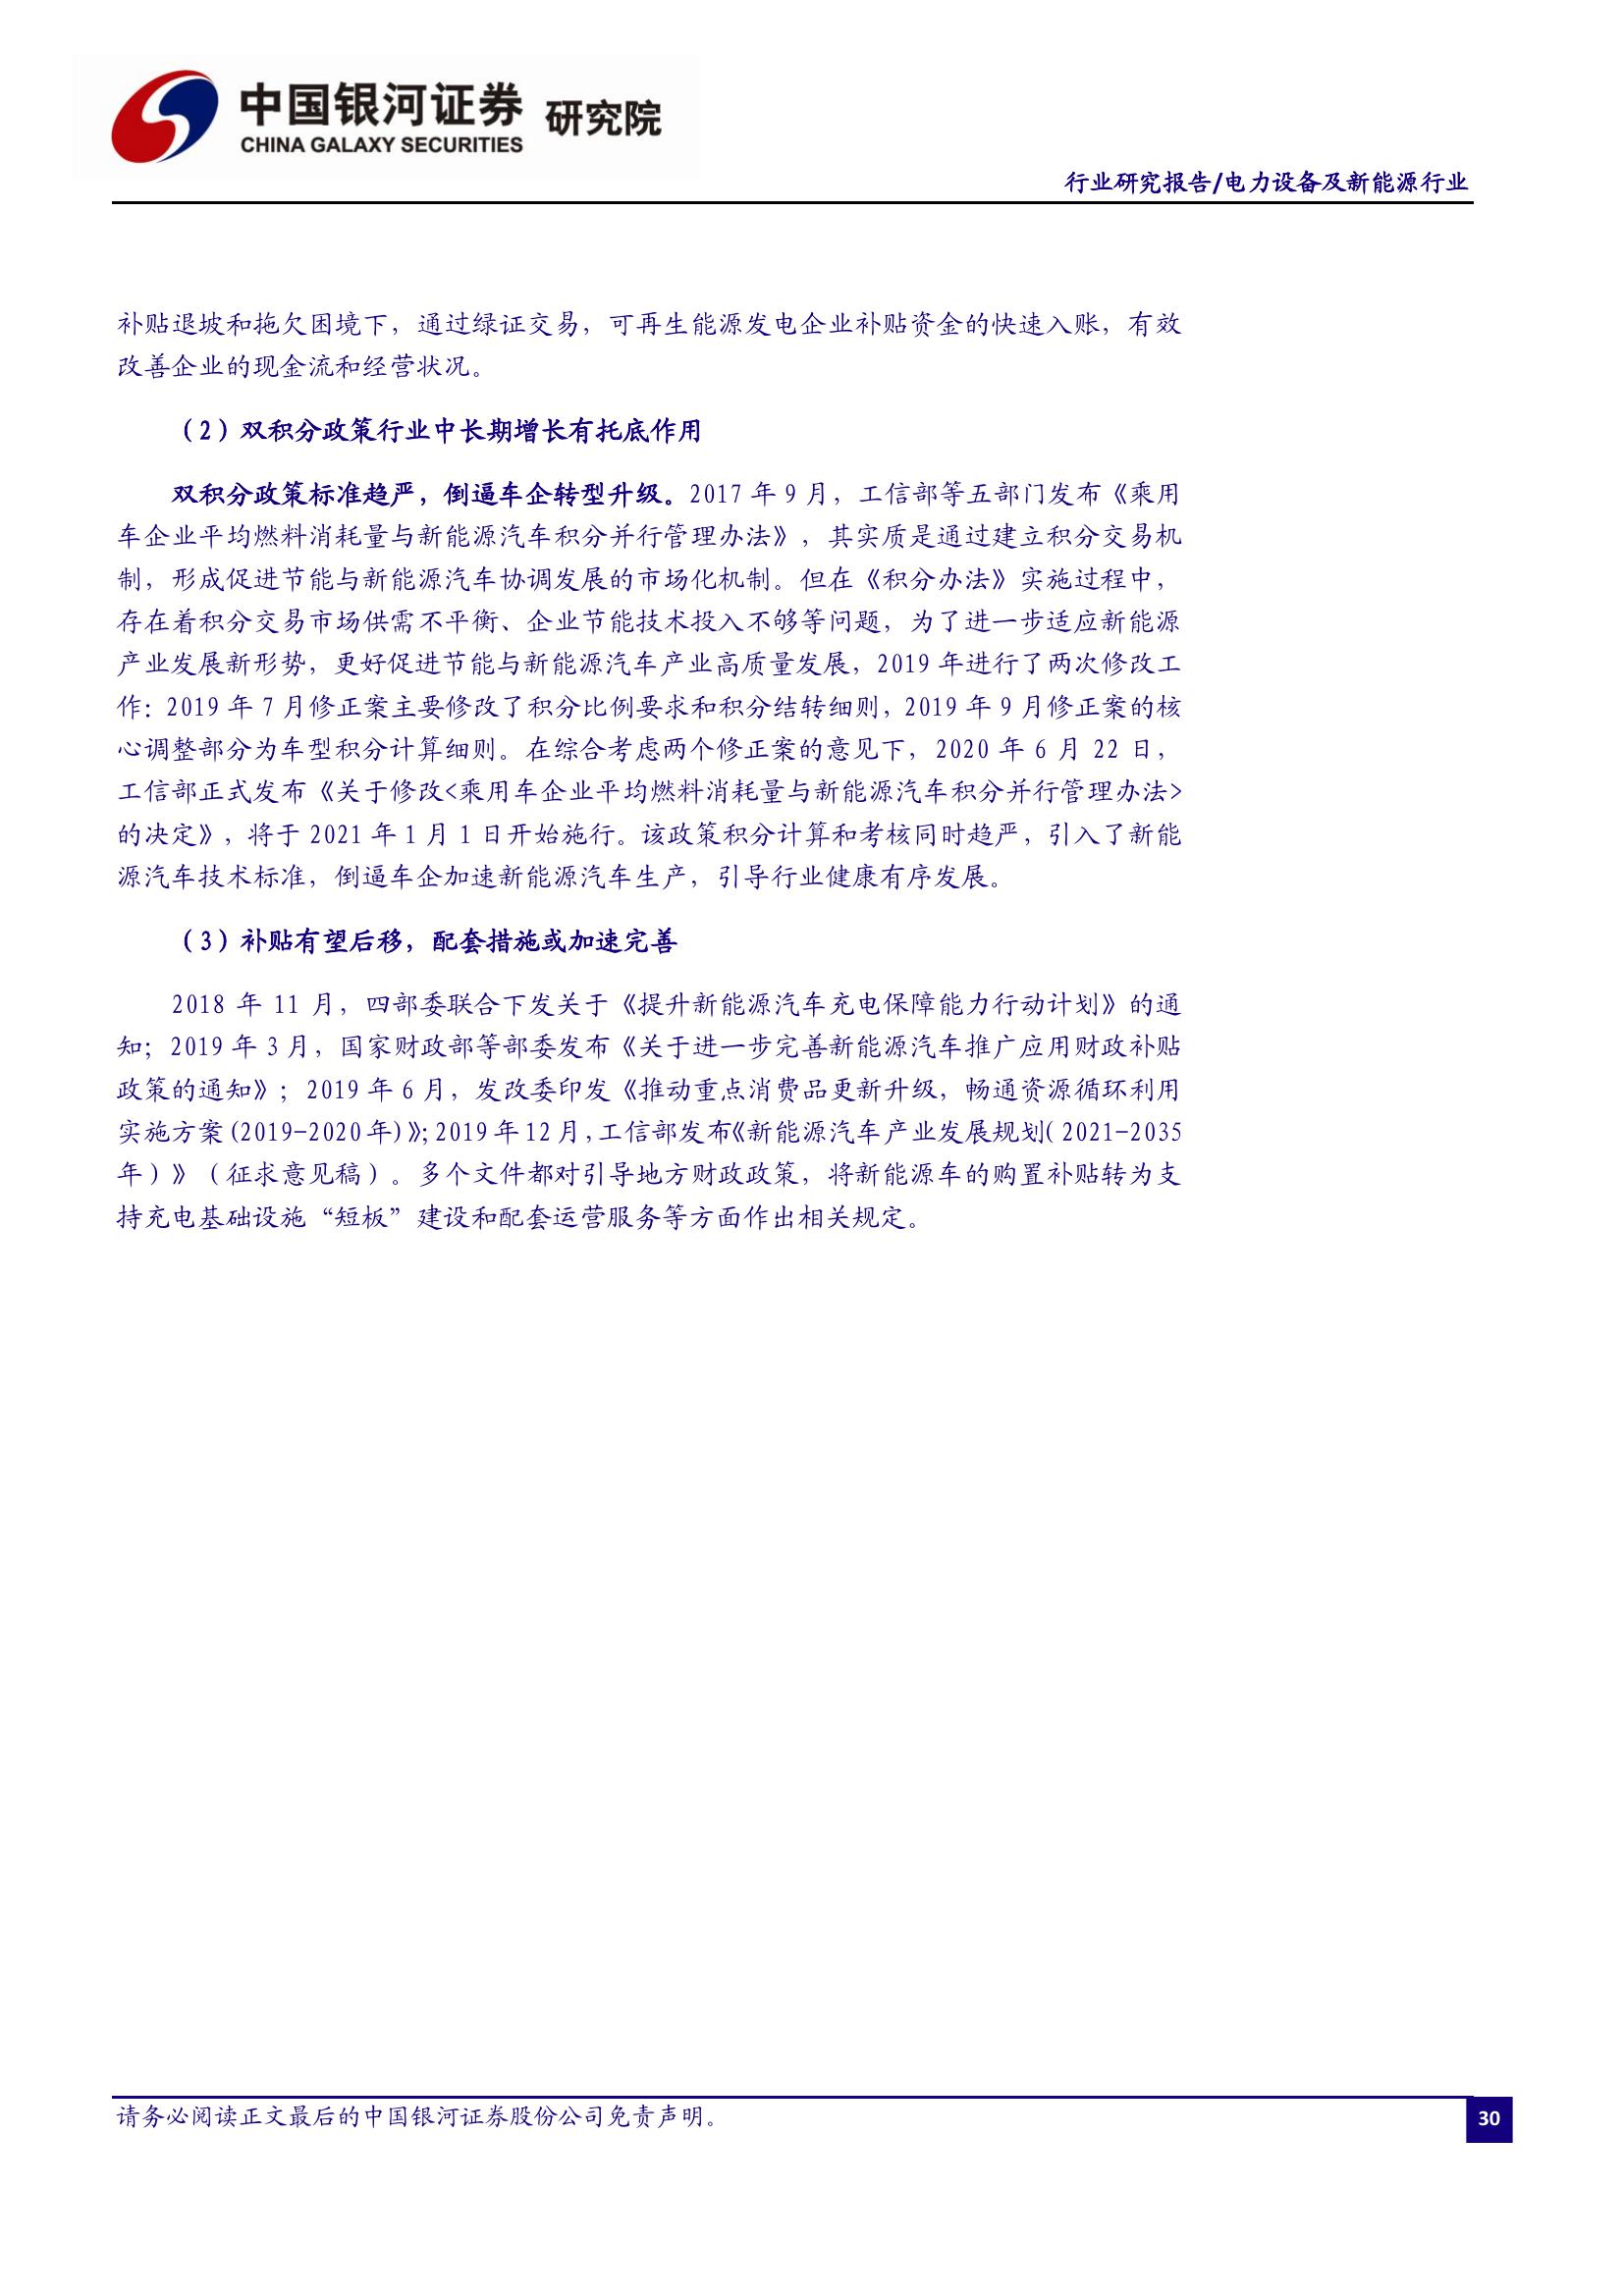 中国银河证券 研究院
CHINA GALAXY SECURITIES
行业研究报告/电力设备及新能源行业
补贴退坡和拖欠困境下，通过绿证交易，可再生能源发电企业补贴资金的快速入账，有效
改善企业的现金流和经营状况。
（2）双积分政策行业中长期增长有托底作用
双积分政策标准趋严，倒逼车企转型升级。2017 年 9 月，工信部等五部门发布《乘用
车企业平均燃料消耗量与新能源汽车积分并行管理办法》，其实质是通过建立积分交易机
制，形成促进节能与新能源汽车协调发展的市场化机制。但在《积分办法》实施过程中，
存在着积分交易市场供需不平衡、企业节能技术投入不够等问题，为了进一步适应新能源
产业发展新形势，更好促进节能与新能源汽车产业高质量发展，2019 年进行了两次修改工
作：2019 年 7 月修正案主要修改了积分比例要求和积分结转细则，2019 年 9 月修正案的核
心调整部分为车型积分计算细则。在综合考虑两个修正案的意见下，2020 年 6 月 22 日，
工信部正式发布《关于修改<乘用车企业平均燃料消耗量与新能源汽车积分并行管理办法>
的决定》，将于 2021 年 1 月 1 日开始施行。该政策积分计算和考核同时趋严，引入了新能
源汽车技术标准，倒逼车企加速新能源汽车生产，引导行业健康有序发展。
（3）补贴有望后移，配套措施或加速完善
2018 年 11 月，四部委联合下发关于《提升新能源汽车充电保障能力行动计划》的通
知；2019 年 3 月，国家财政部等部委发布《关于进一步完善新能源汽车推广应用财政补贴
政策的通知》；2019 年 6 月，发改委印发《推动重点消费品更新升级，畅通资源循环利用
实施方案(2019-2020 年)》；2019 年 12 月，工信部发布《新能源汽车产业发展规划（2021-2035
年）》（征求意见稿）。多个文件都对引导地方财政政策，将新能源车的购置补贴转为支
持充电基础设施“短板”建设和配套运营服务等方面作出相关规定。
请务必阅读正文最后的中国银河证券股份公司免责声明。
30